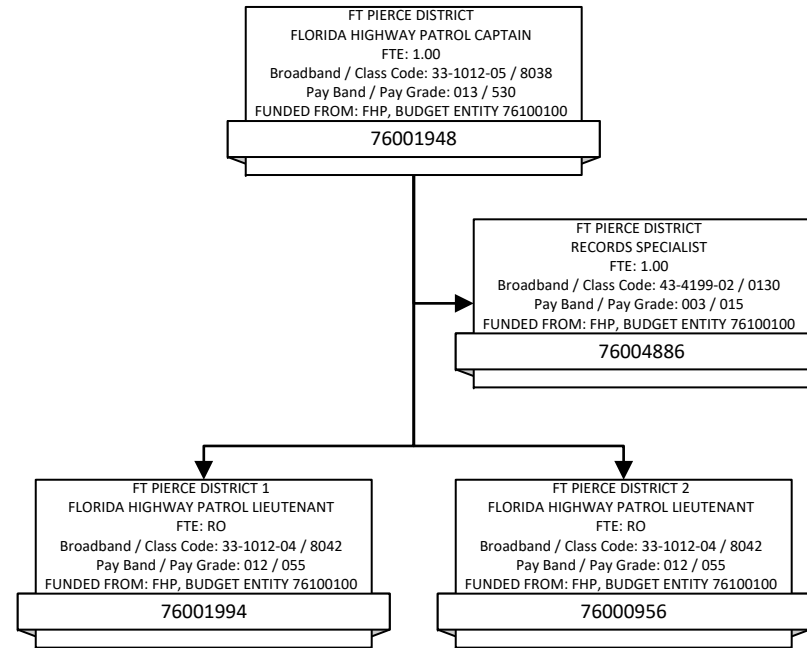 FT PIERCE DISTRICT
FLORIDA HIGHWAY PATROL CAPTAIN
FTE: 1.00
Broadband / Class Code: 33-1012-05 / 8038
Pay Band / Pay Grade: 013 / 530
FUNDED FROM: FHP, BUDGET ENTITY 76100100
76001948
FT PIERCE DISTRICT
RECORDS SPECIALIST
FTE: 1.00
Broadband / Class Code: 43-4199-02 / 0130
Pay Band / Pay Grade: 003 / 015
FUNDED FROM: FHP, BUDGET ENTITY 76100100
76004886
FT PIERCE DISTRICT 1
FLORIDA HIGHWAY PATROL LIEUTENANT
FTE: RO
Broadband / Class Code: 33-1012-04 / 8042
Pay Band / Pay Grade: 012 / 055
FUNDED FROM: FHP, BUDGET ENTITY 76100100
76001994
FT PIERCE DISTRICT 2
FLORIDA HIGHWAY PATROL LIEUTENANT
FTE: RO
Broadband / Class Code: 33-1012-04 / 8042
Pay Band / Pay Grade: 012 / 055
FUNDED FROM: FHP, BUDGET ENTITY 76100100
76000956